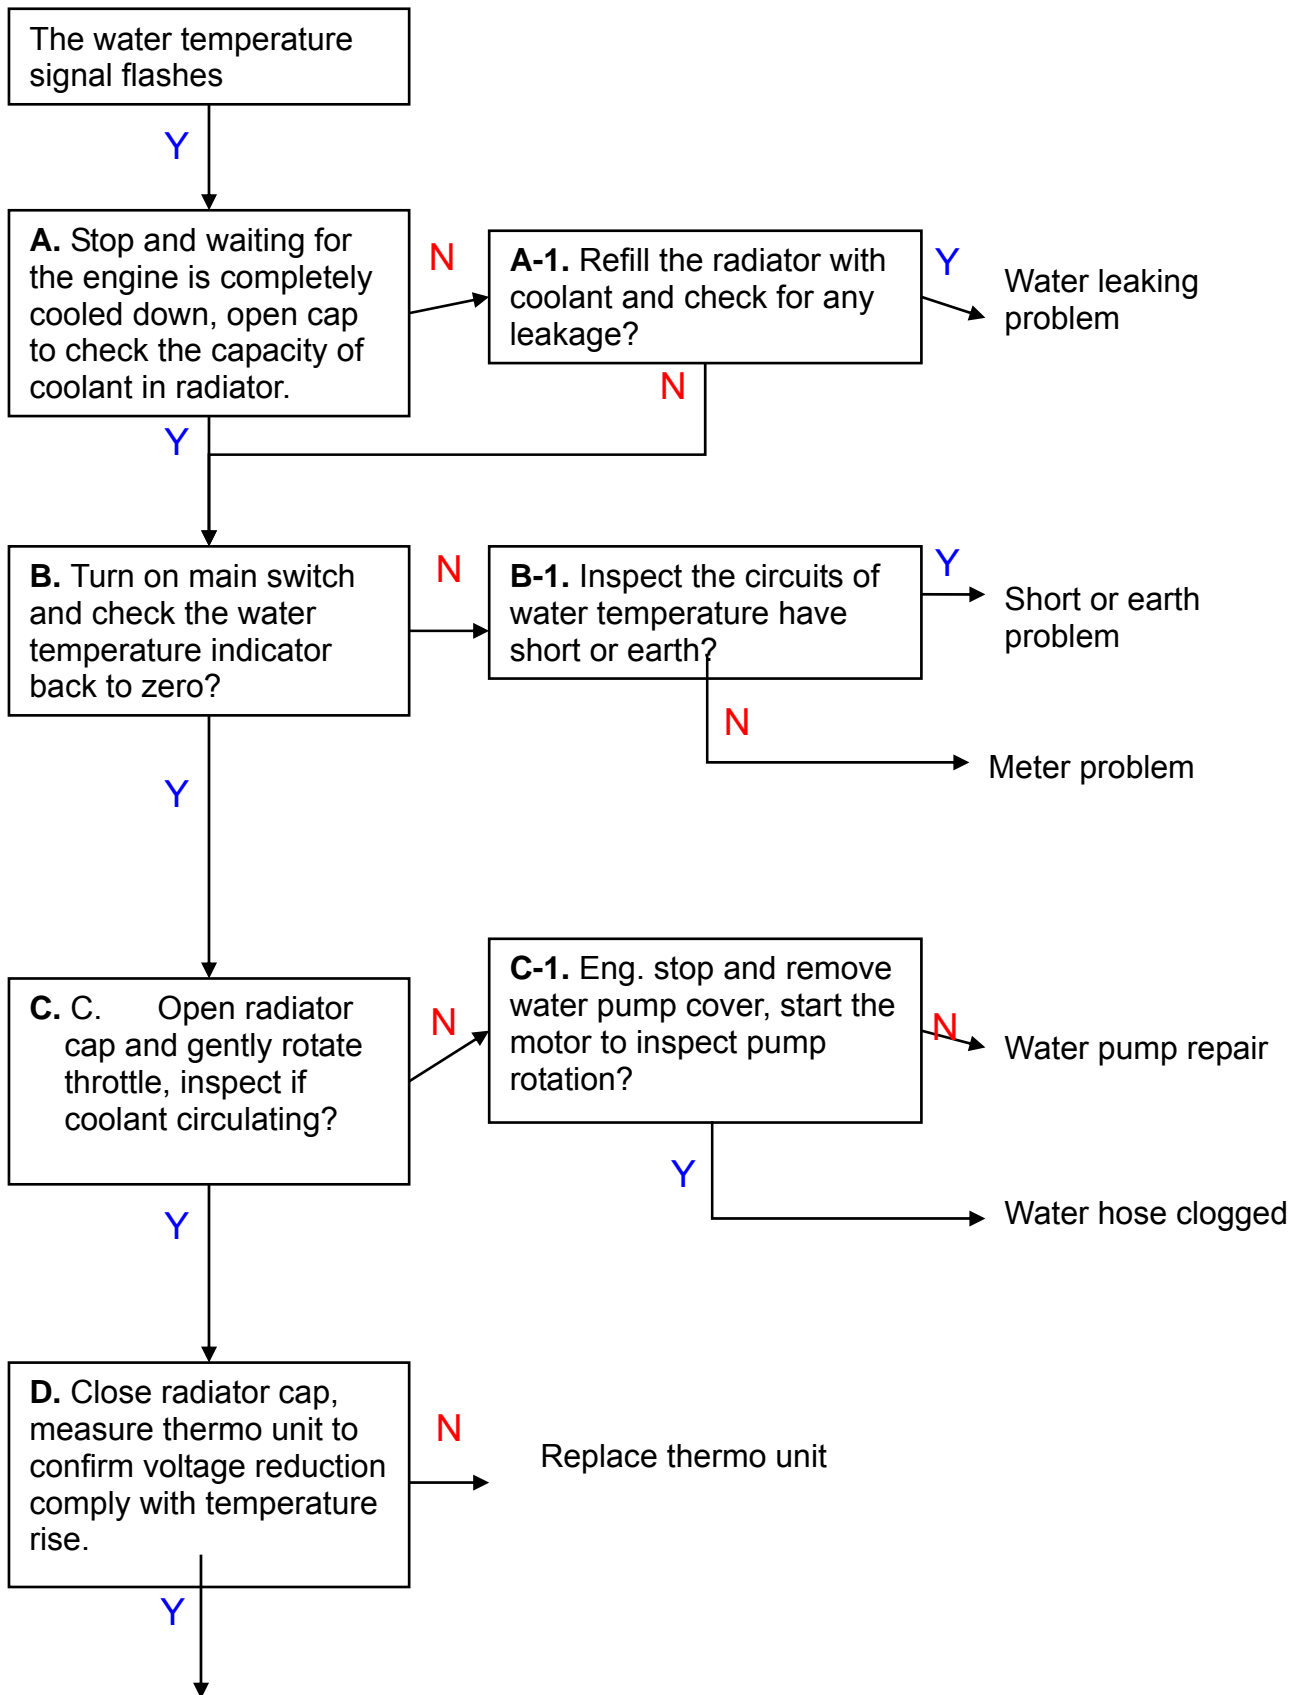 The water temperature
signal flashes
Y
A. Stop and waiting for
the engine is completely
cooled down, open cap
to check the capacity of
coolant in radiator.
N
A-1. Refill the radiator with
coolant and check for any
leakage?
Y
Water leaking
problem
N
Y
B. Turn on main switch
and check the water
temperature indicator
back to zero?
N
B-1. Inspect the circuits of
water temperature have
short or earth?
Y
Short or earth
problem
N
Meter problem
Y
C. C. Open radiator
cap and gently rotate
throttle, inspect if
coolant circulating?
N
C-1. Eng. stop and remove
water pump cover, start the
motor to inspect pump
rotation?
N
Water pump repair
Y
Water hose clogged
Y
D. Close radiator cap,
measure thermo unit to
confirm voltage reduction
comply with temperature
rise.
N
Replace thermo unit
Y